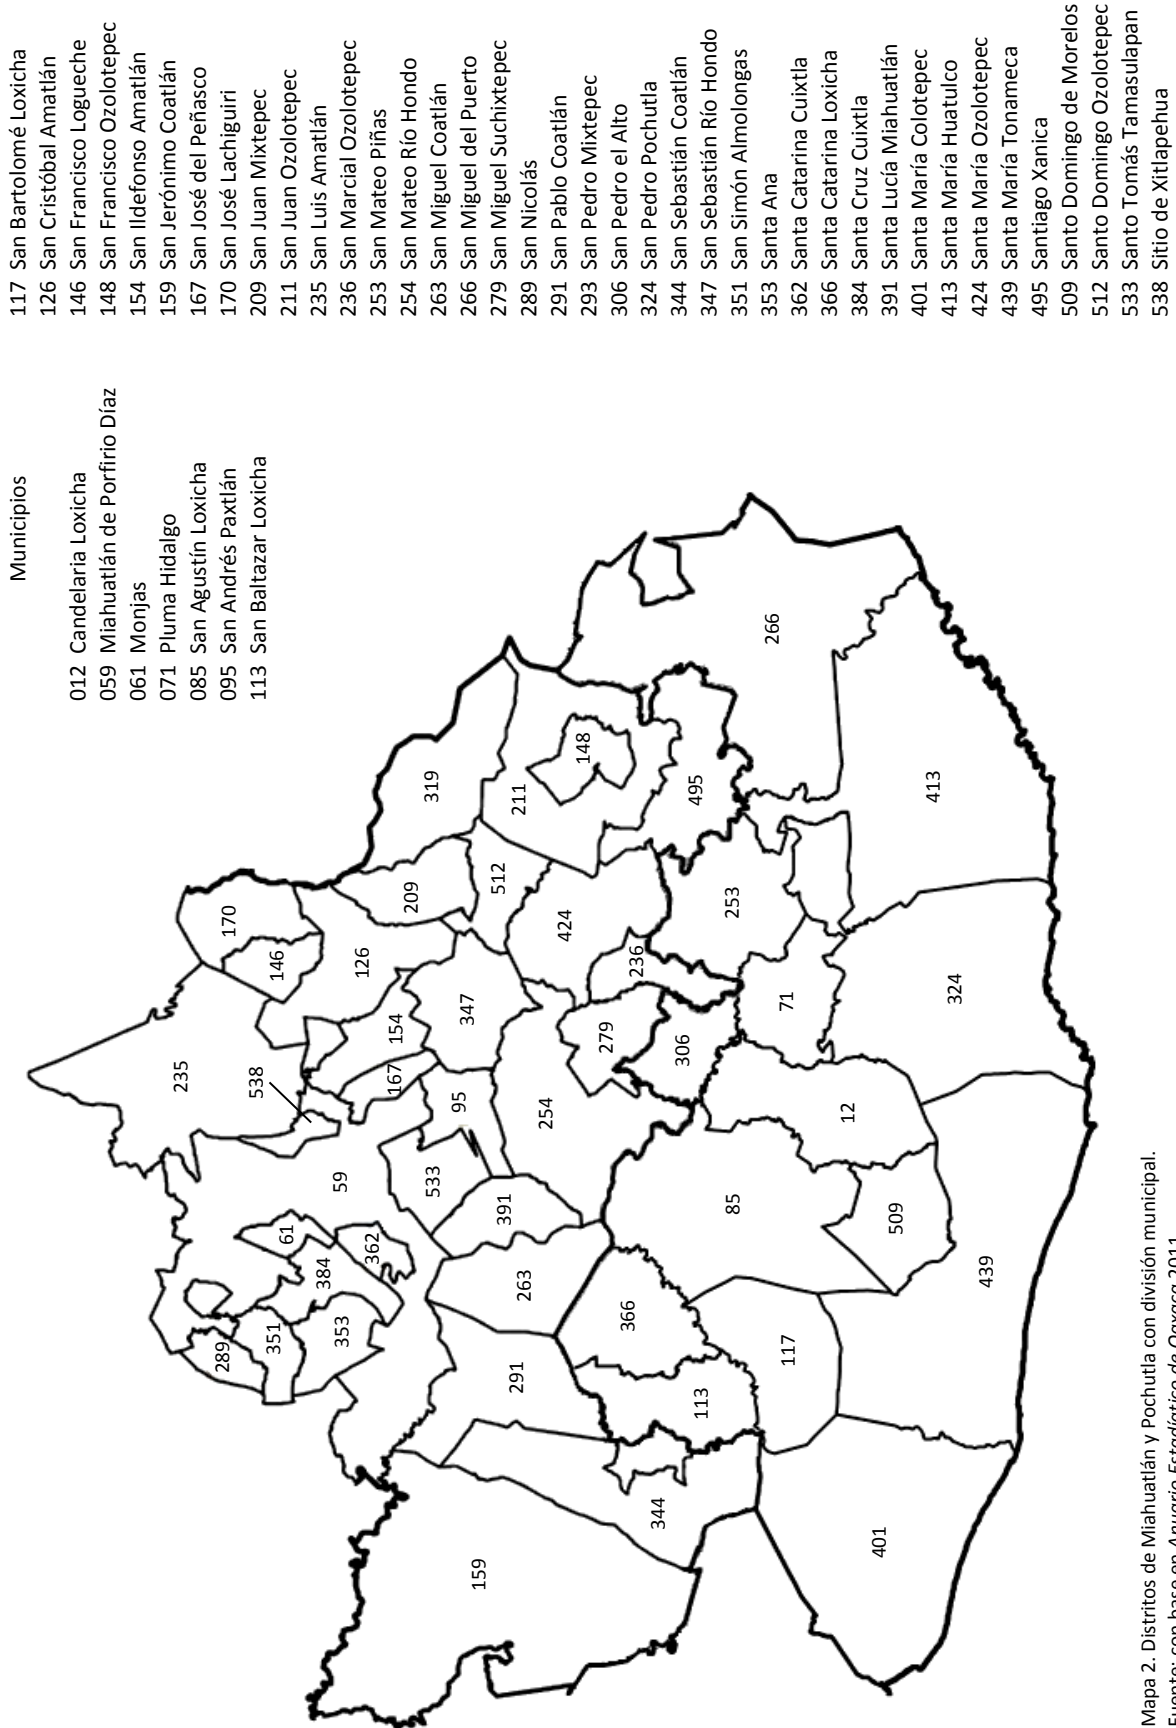 Municipios
012 Candelaria Loxicha
059 Miahuatlán de Porfirio Díaz
061 Monjas
071 Pluma Hidalgo
085 San Agustín Loxicha
095 San Andrés Paxtlán
113 San Baltazar Loxicha
117 San Bartolomé Loxicha
126 San Cristóbal Amatlán
146 San Francisco Logueche
148 San Francisco Ozolotepec
154 San Ildefonso Amatlán
159 San Jerónimo Coatlán
167 San José del Peñasco
170 San José Lachiguiri
209 San Juan Mixtepec
211 San Juan Ozolotepec
235 San Luis Amatlán
236 San Marcial Ozolotepec
253 San Mateo Piñas
254 San Mateo Río Hondo
263 San Miguel Coatlán
266 San Miguel del Puerto
279 San Miguel Suchixtepec
289 San Nicolás
291 San Pablo Coatlán
293 San Pedro Mixtepec
306 San Pedro el Alto
324 San Pedro Pochutla
344 San Sebastián Coatlán
347 San Sebastián Río Hondo
351 San Simón Almolongas
353 Santa Ana
362 Santa Catarina Cuixtla
366 Santa Catarina Loxicha
384 Santa Cruz Cuixtla
391 Santa Lucía Miahuatlán
401 Santa María Colotepec
413 Santa María Huatulco
424 Santa María Ozolotepec
439 Santa María Tonameca
495 Santiago Xanica
509 Santo Domingo de Morelos
512 Santo Domingo Ozolotepec
533 Santo Tomás Tamasulapan
538 Sitio de Xitlapehua
235
289
170
538
351
146
61
384
59
353
126
362
167
154
209
319
533
95
347
159
512
391
291
211
263
254
424
148
279
366
236
344
306
495
113
85
253
266
117
71
12
401
509
413
324
439
Mapa 2. Distritos de Miahuatlán y Pochutla con división municipal.
Fuente: con base en Anuario Estadístico de Oaxaca 2011